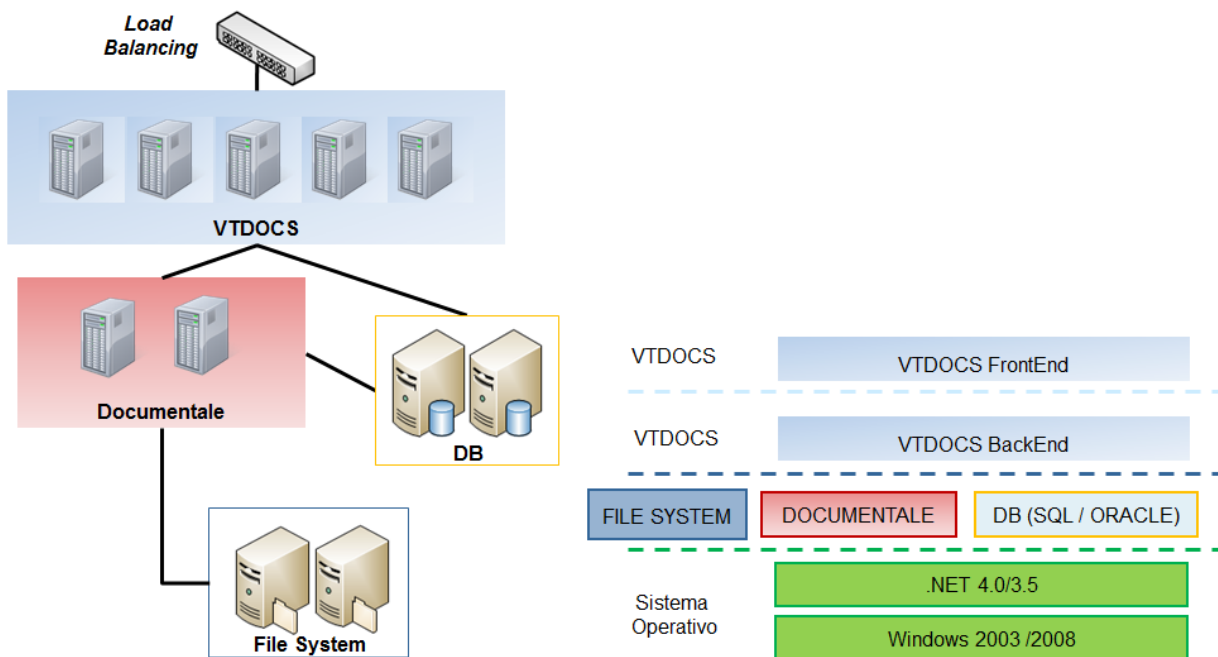 Load
Balancing
VTDOCS
Documentale
DB
File System
VTDOCS
VTDOCS FrontEnd
VTDOCS
VTDOCS BackEnd
FILE SYSTEM
DOCUMENTALE
DB (SQL / ORACLE)
Sistema
Operativo
.NET 4.0/3.5
Windows 2003 /2008